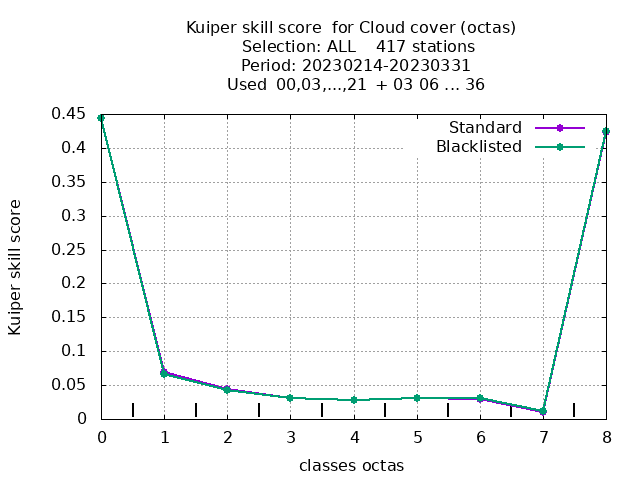 Kuiper skill score  for Cloud cover (octas)
Selection: ALL    417 stations
Period: 20230214-20230331
Used  00,03,...,21  + 03 06 ... 36
Standard
Blacklisted
0.45
0.4
0.35
0.3
0.25
0.2
0.15
0.1
0.05
0
Kuiper skill score
0 1 2 3 4 5 6 7 8
classes octas